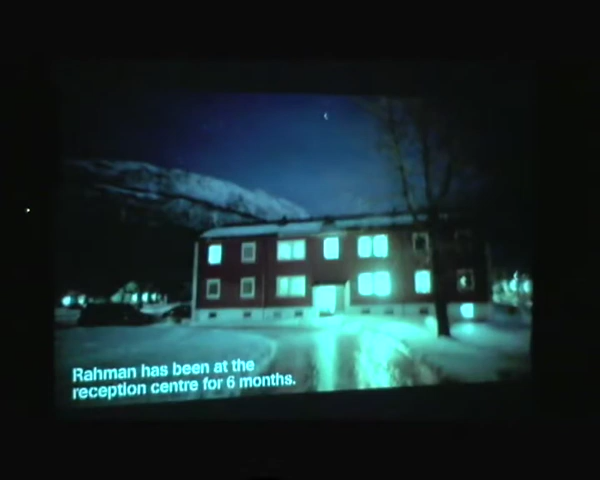 Rahman has been at the
reception centre for 6 months.